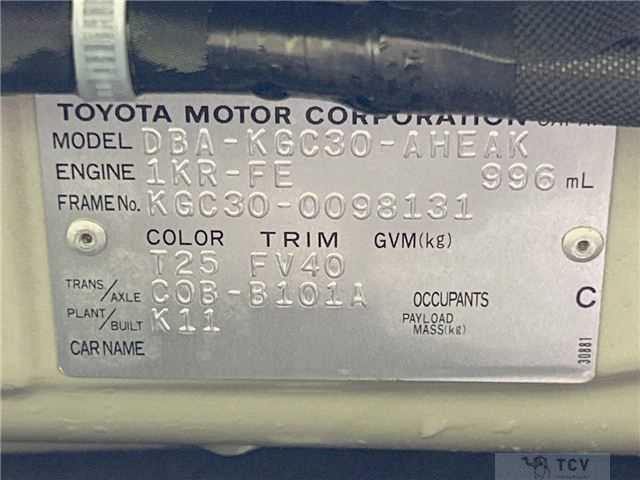 TOYOTA MOTOR CORPORATION
MODEL DBA-KGC30-AHEAK
ENGINE 1KR-FE 996 mL
FRAME No. KGC30-0098131
COLOR TRIM GVM(kg)
T25 FV40
TRANS/AXLE C0B-B101A OCCUPANTS C
PLANT/BUILT K11 PAYLOAD MASS(kg)
CAR NAME
30881
TCV